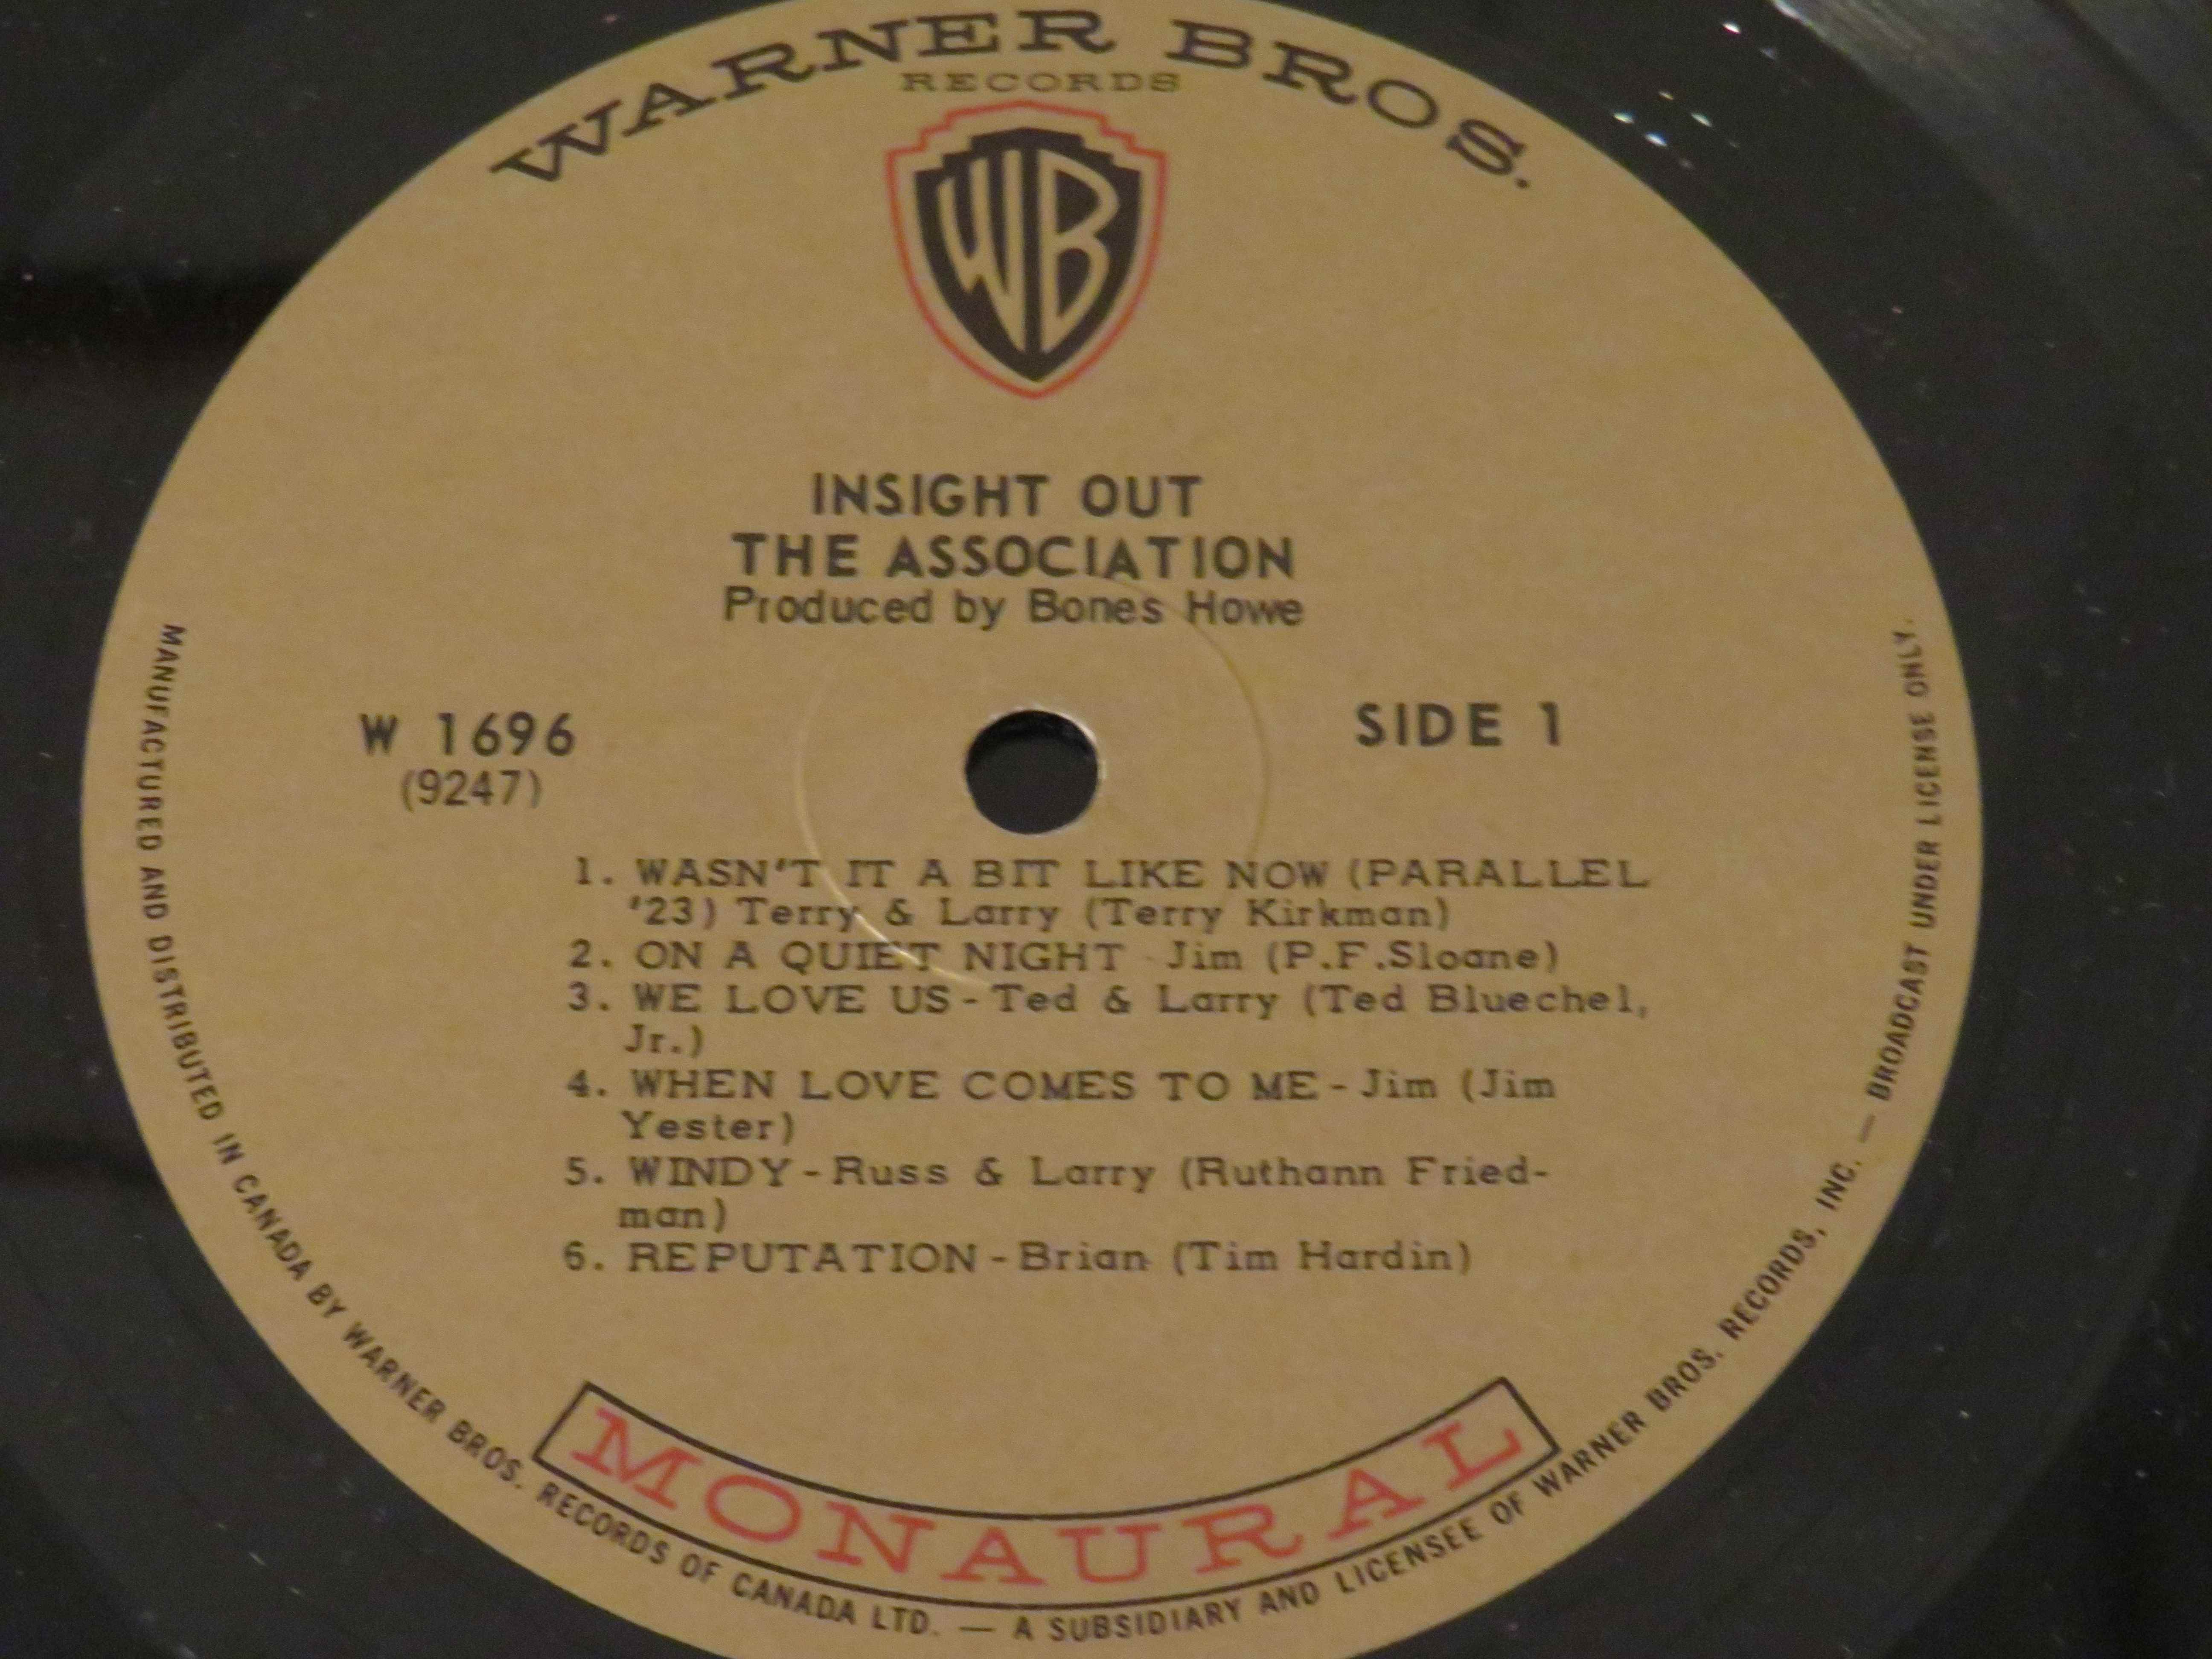 WARNER BROS.
RECORDS
WB
INSIGHT OUT
THE ASSOCIATION
Produced by Bones Howe
W 1696
(9247)
SIDE 1
1. WASN'T IT A BIT LIKE NOW (PARALLEL
'23) Terry & Larry (Terry Kirkman)
2. ON A QUIET NIGHT - Jim (P.F.Sloane)
3. WE LOVE US - Ted & Larry (Ted Bluechel,
Jr.)
4. WHEN LOVE COMES TO ME - Jim (Jim
Yester)
5. WINDY - Russ & Larry (Ruthann Fried-
man)
6. REPUTATION - Brian (Tim Hardin)
MONAURAL
MANUFACTURED AND DISTRIBUTED IN CANADA BY WARNER BROS. RECORDS OF CANADA LTD. — A SUBSIDIARY AND LICENSEE OF WARNER BROS. RECORDS, INC. — BROADCAST UNDER LICENSE ONLY.